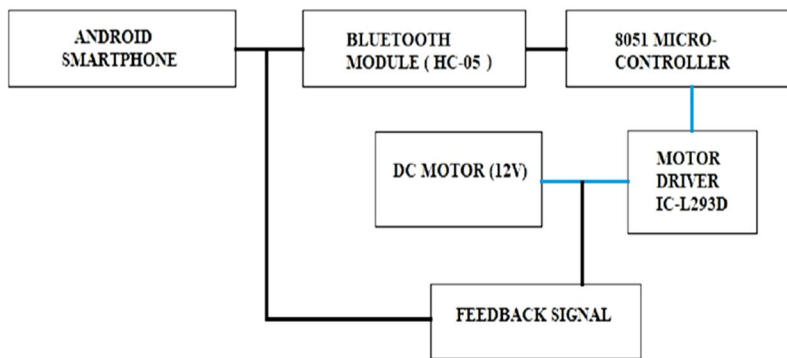 ANDROID
SMARTPHONE
BLUETOOTH
MODULE ( HC-05 )
8051 MICRO-
CONTROLLER
DC MOTOR (12V)
MOTOR
DRIVER
IC-L293D
FEEDBACK SIGNAL